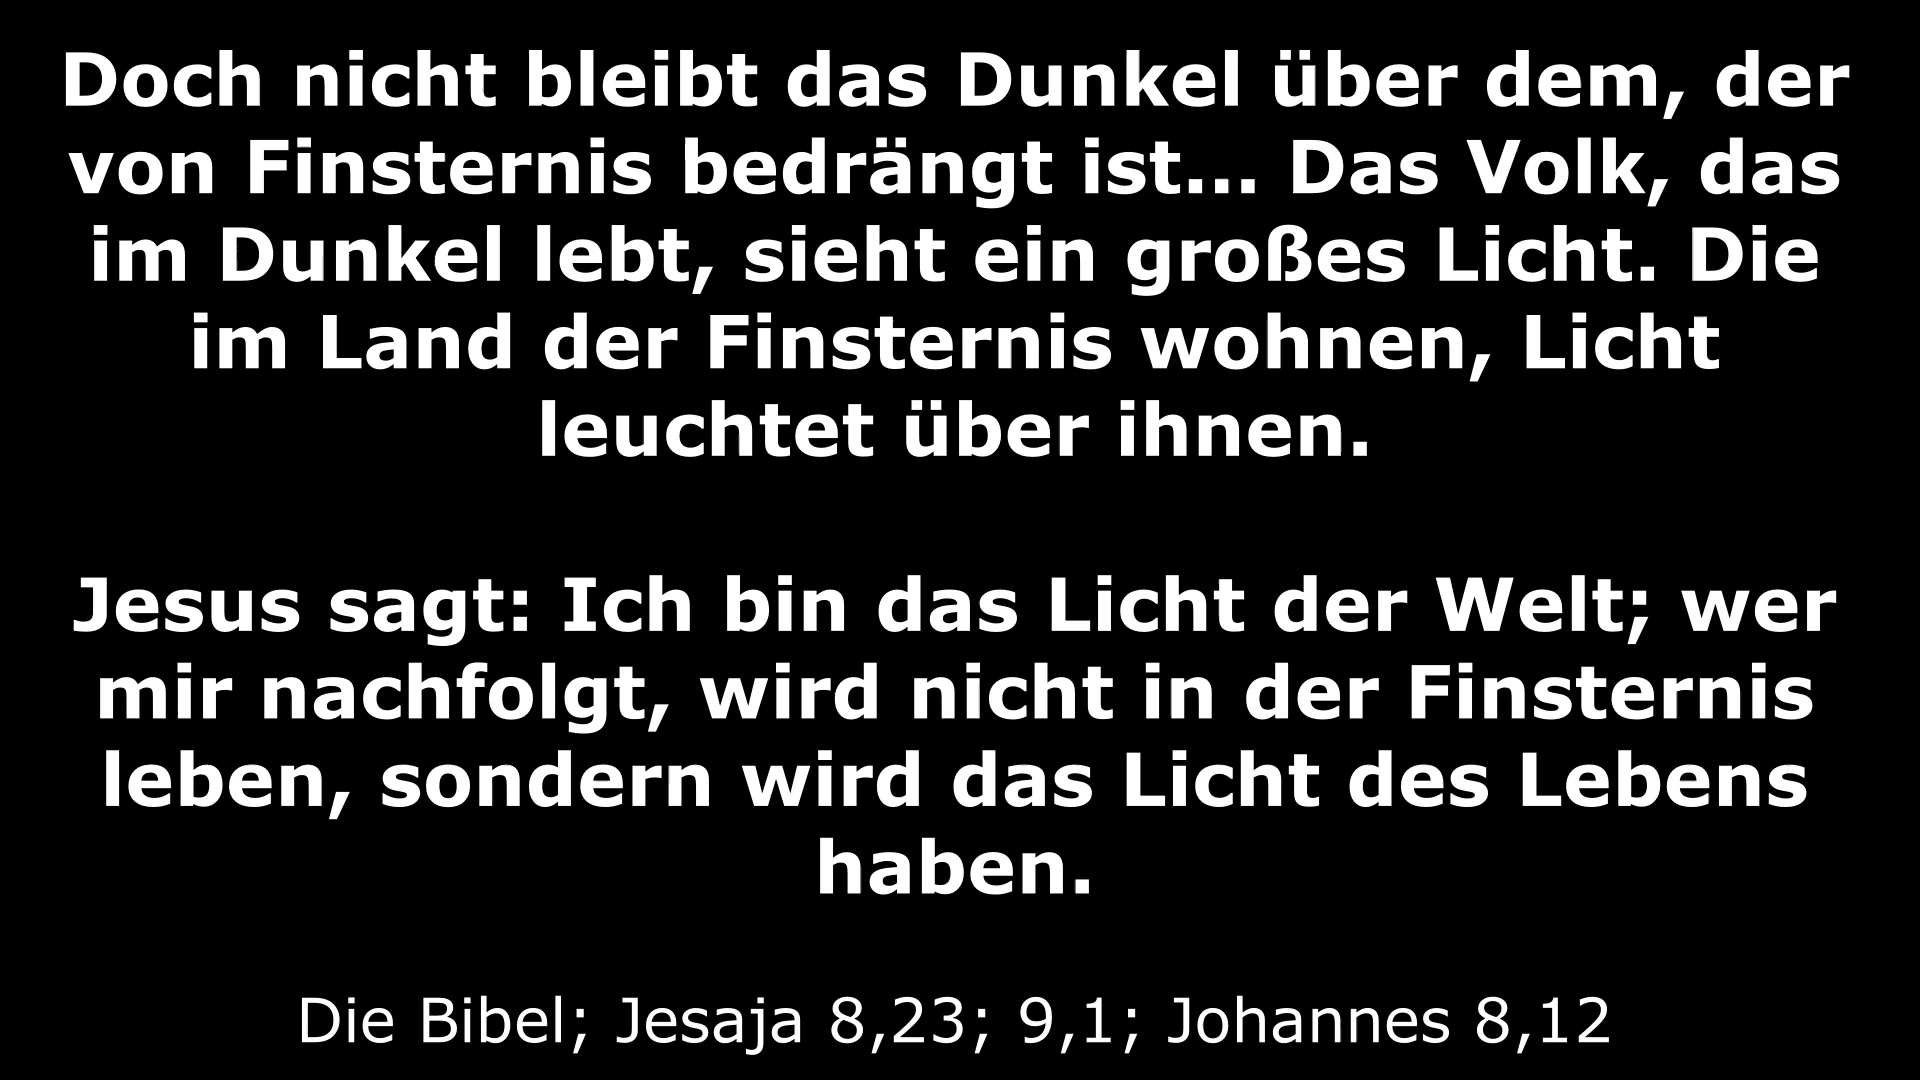 Doch nicht bleibt das Dunkel über dem, der
von Finsternis bedrängt ist... Das Volk, das
im Dunkel lebt, sieht ein großes Licht. Die
im Land der Finsternis wohnen, Licht
leuchtet über ihnen.
Jesus sagt: Ich bin das Licht der Welt; wer
mir nachfolgt, wird nicht in der Finsternis
leben, sondern wird das Licht des Lebens
haben.
Die Bibel; Jesaja 8,23; 9,1; Johannes 8,12